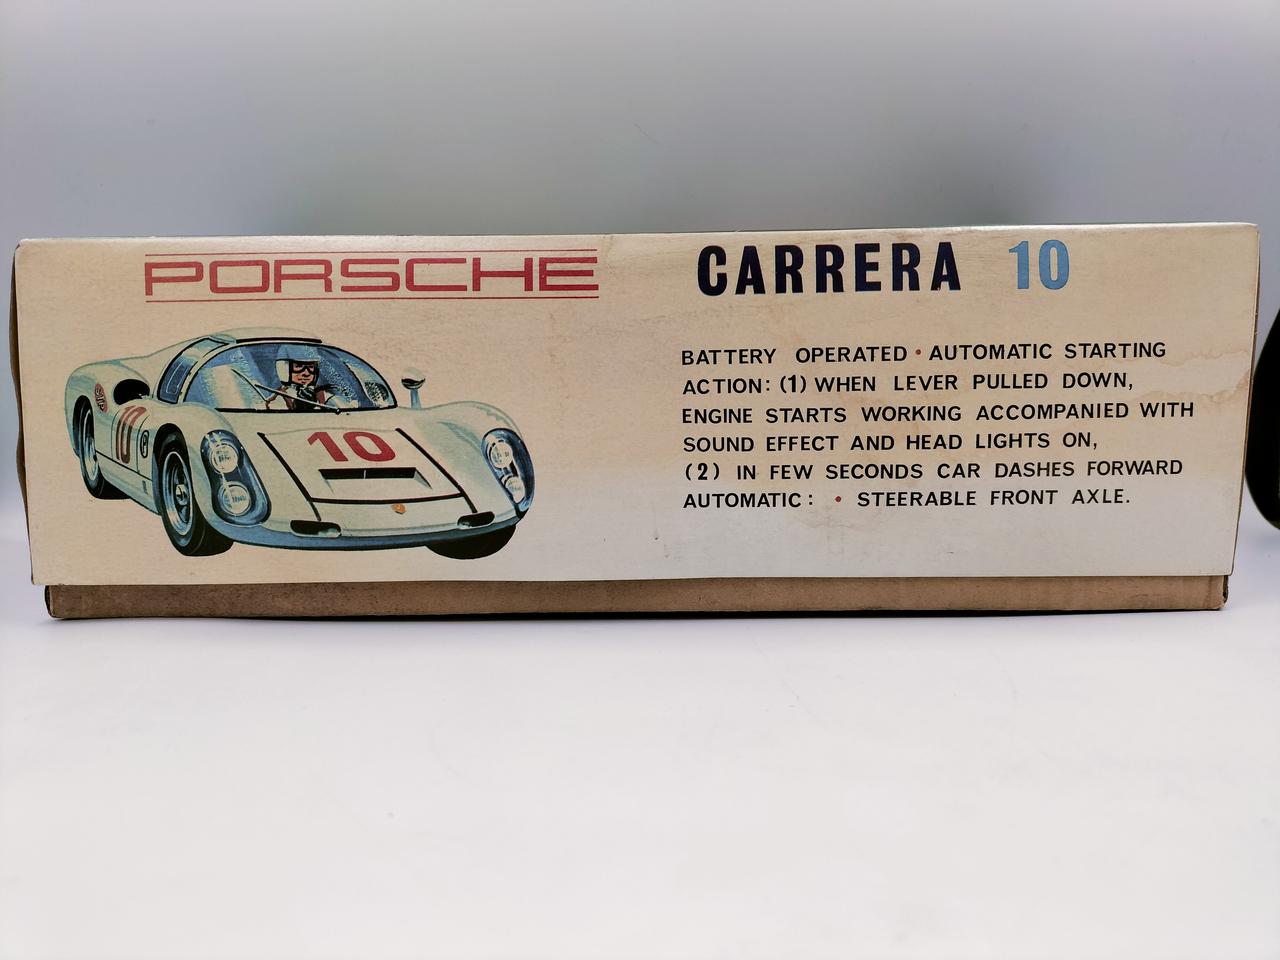 PORSCHE
CARRERA 10
BATTERY OPERATED • AUTOMATIC STARTING
ACTION: (1) WHEN LEVER PULLED DOWN,
ENGINE STARTS WORKING ACCOMPANIED WITH
SOUND EFFECT AND HEAD LIGHTS ON,
(2) IN FEW SECONDS CAR DASHES FORWARD
AUTOMATIC: • STEERABLE FRONT AXLE.
10
10